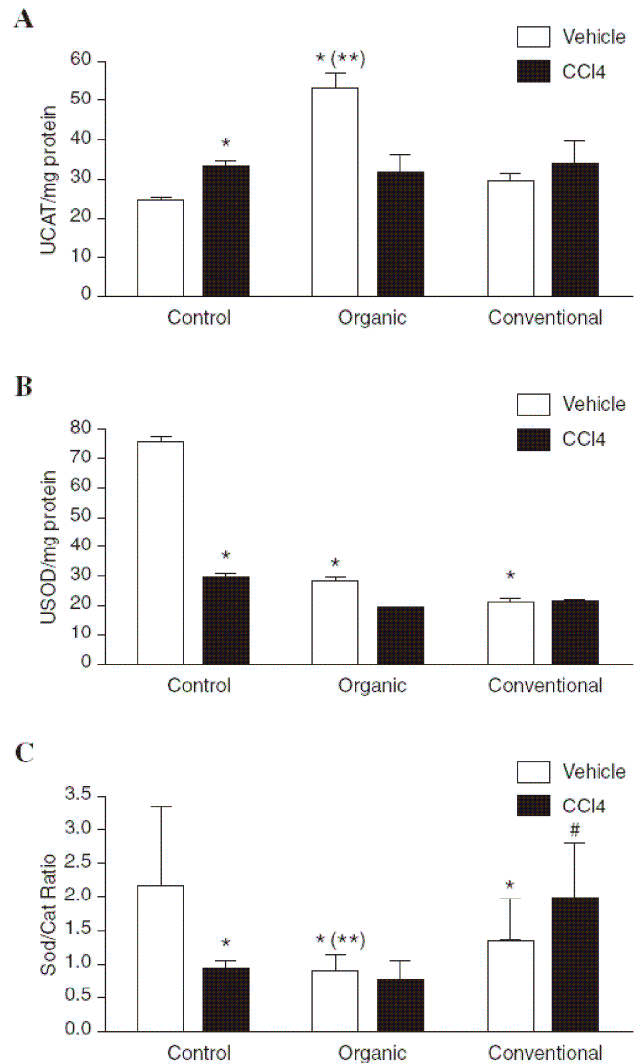 A
Vehicle
CCl4
UCAT/mg protein
60
50
40
30
20
10
0
*
* (**)
Control
Organic
Conventional
B
Vehicle
CCl4
USOD/mg protein
80
70
60
50
40
30
20
10
0
*
*
*
Control
Organic
Conventional
C
Vehicle
CCl4
Sod/Cat Ratio
3.5
3.0
2.5
2.0
1.5
1.0
0.5
0.0
*
* (**)
*
#
Control
Organic
Conventional